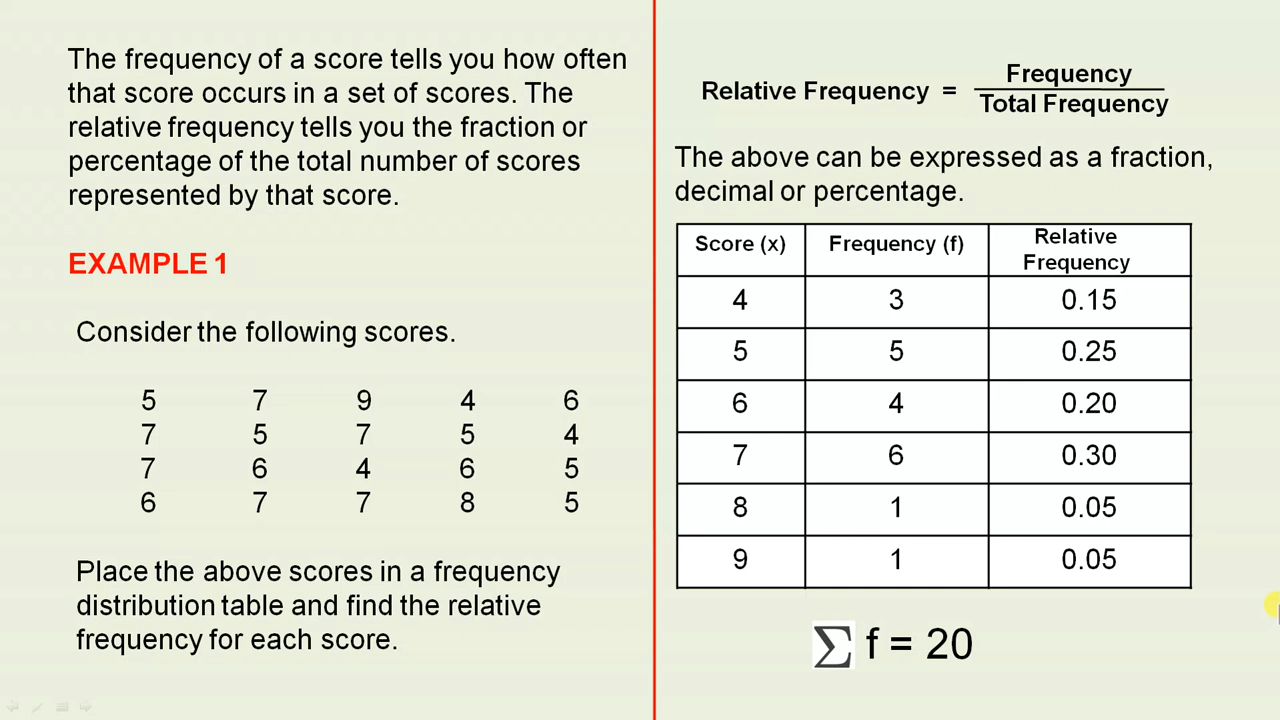 The frequency of a score tells you how often
that score occurs in a set of scores. The
relative frequency tells you the fraction or
percentage of the total number of scores
represented by that score.
EXAMPLE 1
Consider the following scores.
5 7 9 4 6
7 5 7 5 4
7 6 4 6 5
6 7 7 8 5
Place the above scores in a frequency
distribution table and find the relative
frequency for each score.
Relative Frequency = Frequency
Total Frequency
The above can be expressed as a fraction,
decimal or percentage.
Score (x) Frequency (f) Relative
Frequency
4 3 0.15
5 5 0.25
6 4 0.20
7 6 0.30
8 1 0.05
9 1 0.05
∑ f = 20